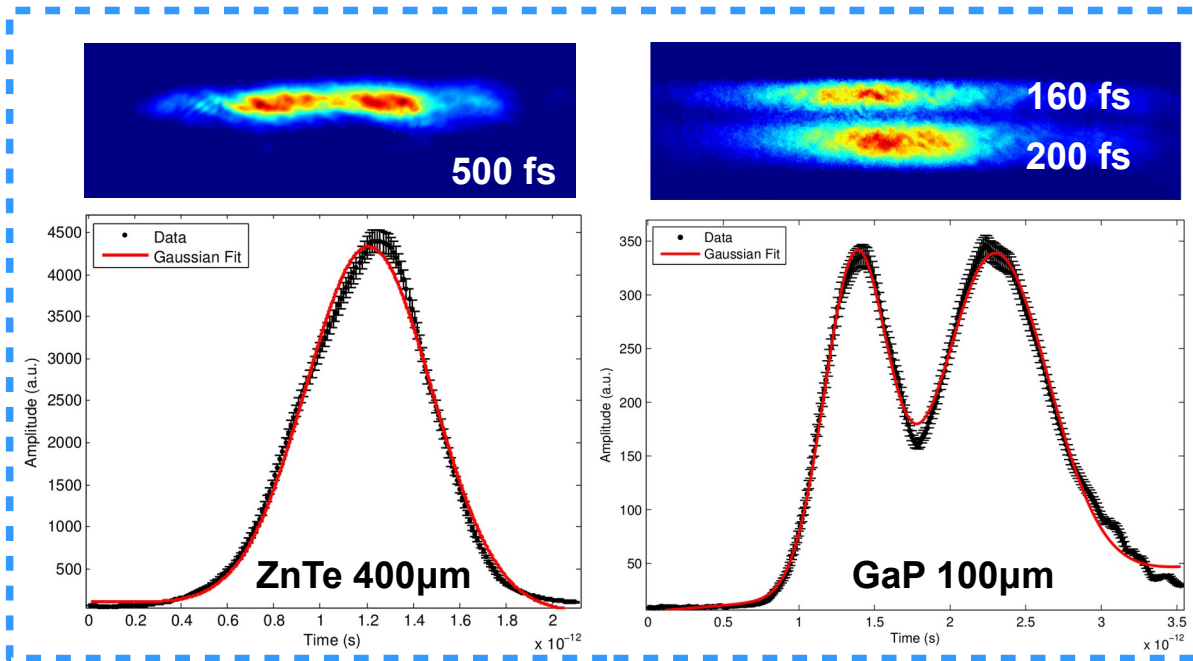 500 fs
160 fs
200 fs
Data
Gaussian Fit
4500
4000
3500
3000
2500
2000
1500
1000
500
Amplitude (a.u.)
ZnTe 400µm
0 0.2 0.4 0.6 0.8 1 1.2 1.4 1.6 1.8 2
Time (s)
x 10-12
Data
Gaussian Fit
350
300
250
200
150
100
50
Amplitude (a.u.)
GaP 100µm
0 0.5 1 1.5 2 2.5 3 3.5
Time (s)
x 10-12